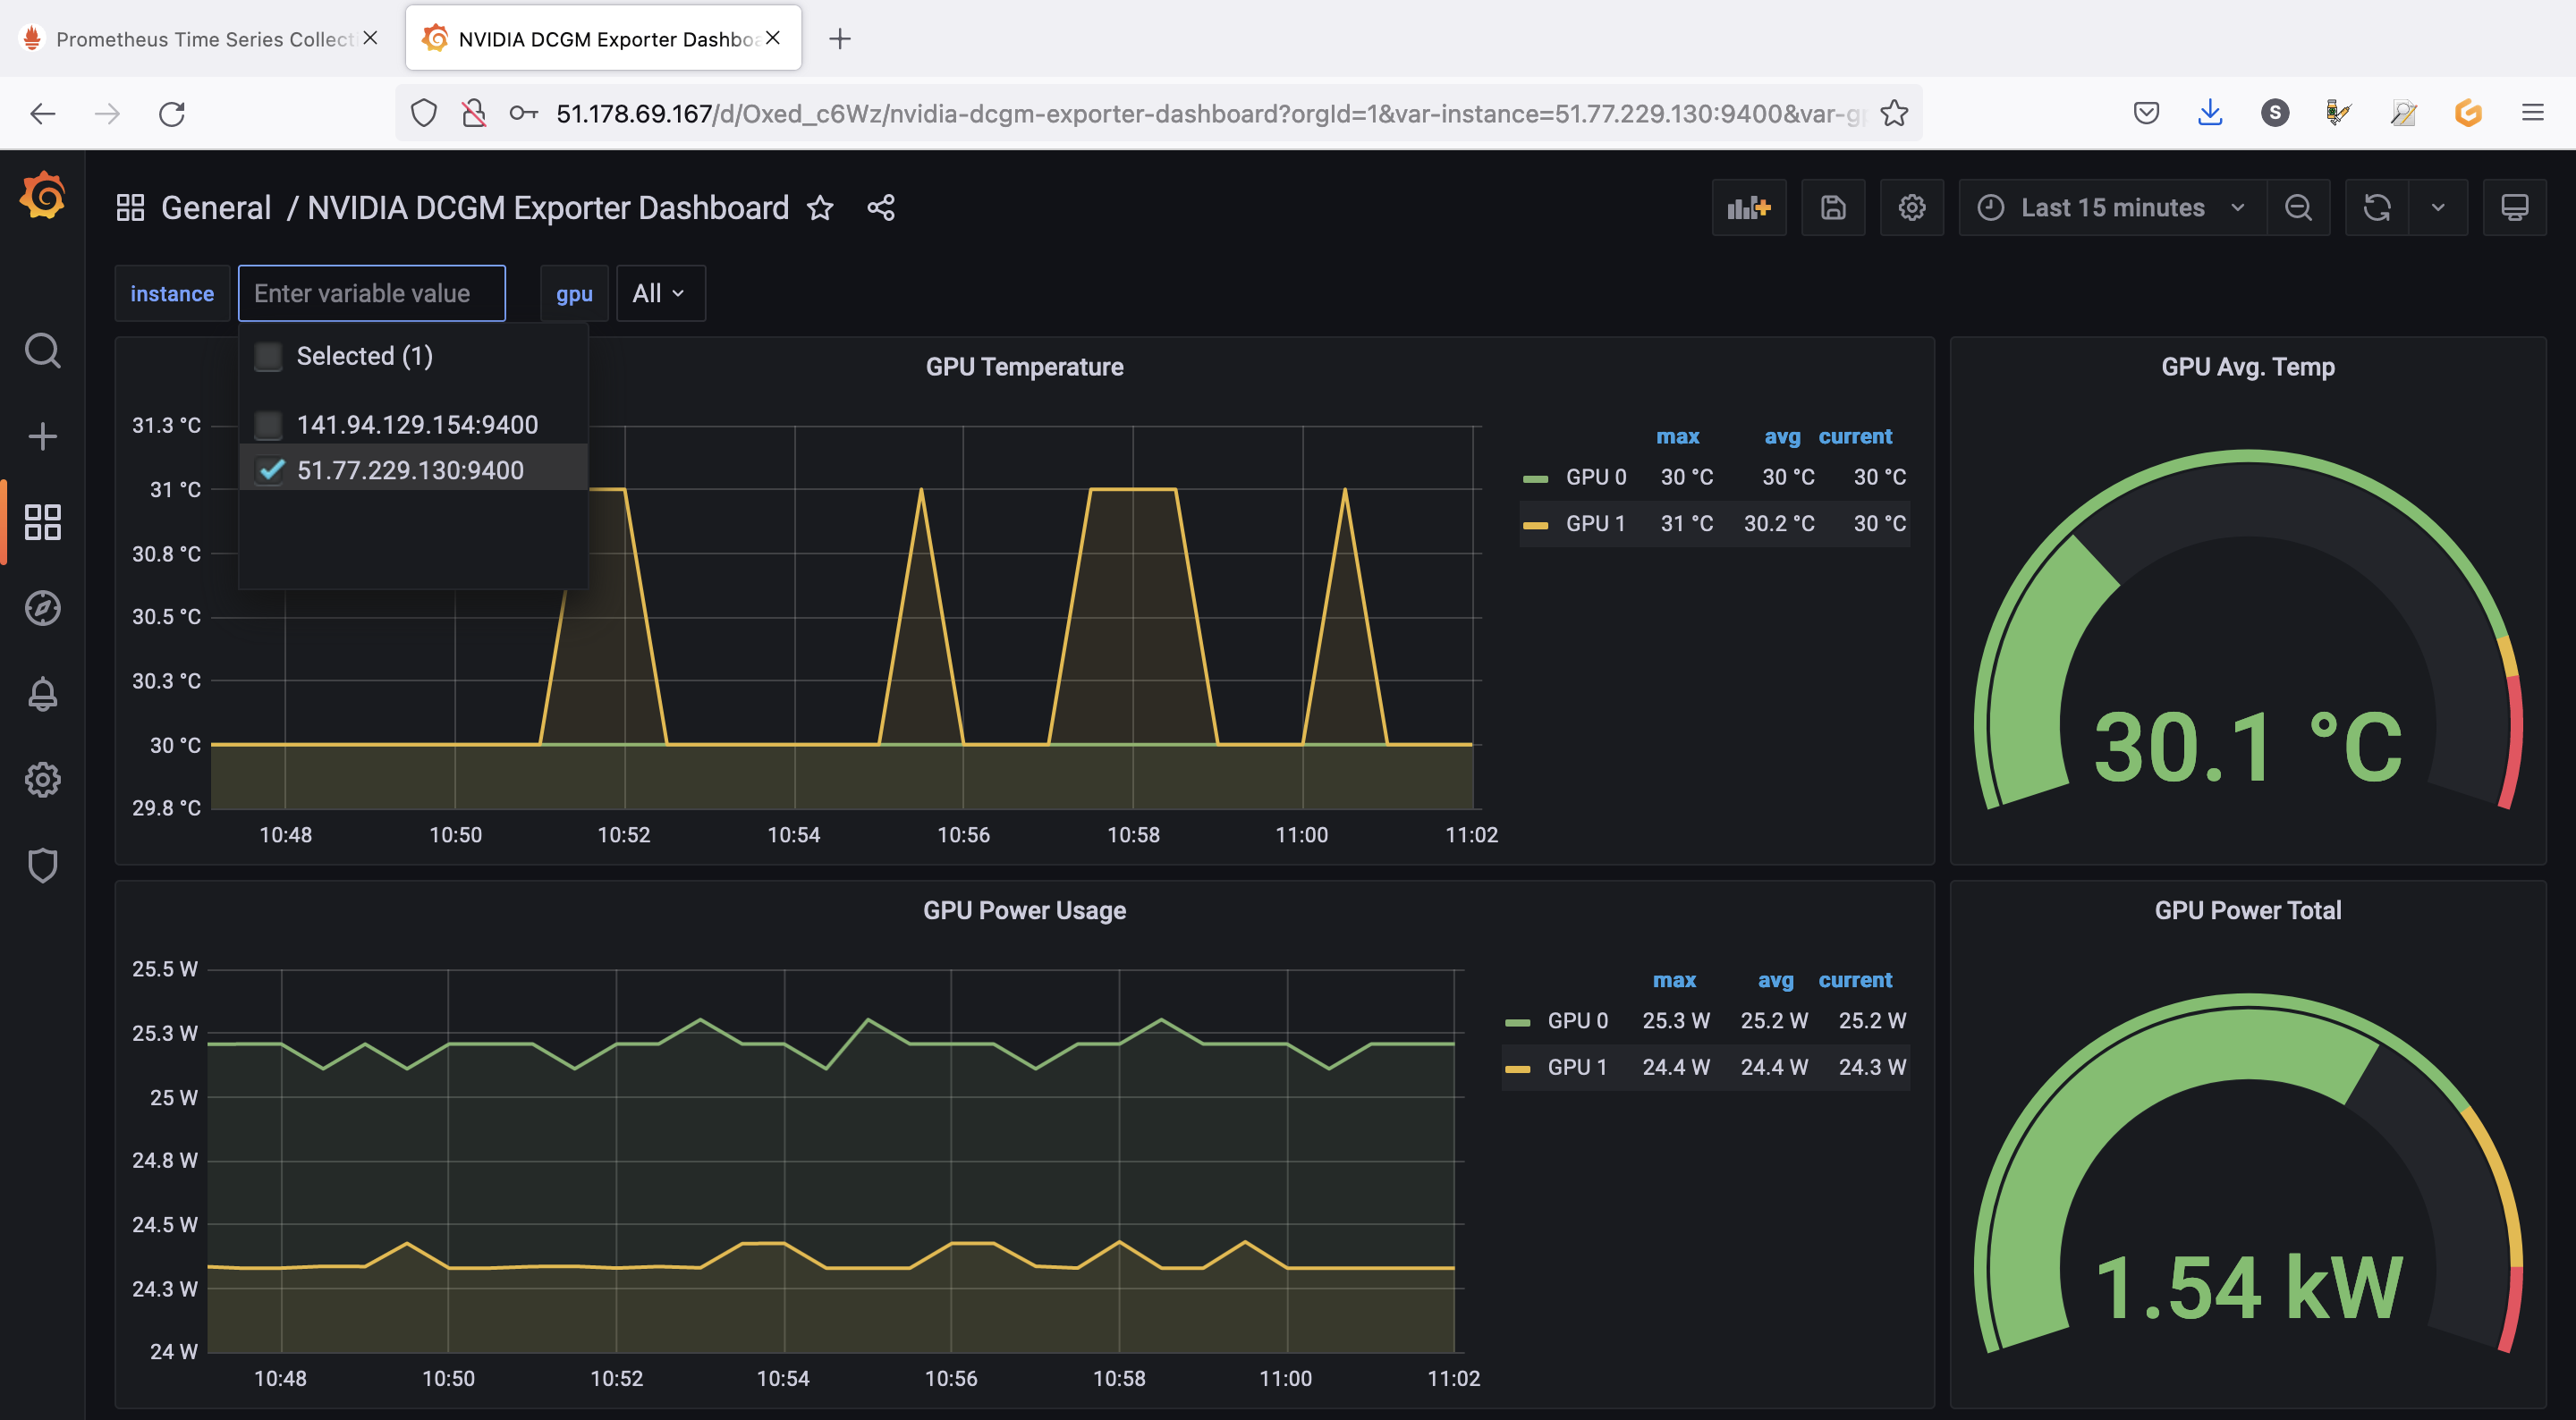 Prometheus Time Series Collecti
NVIDIA DCGM Exporter Dashboa
51.178.69.167/d/Oxed_c6Wz/nvidia-dcgm-exporter-dashboard?orgId=1&var-instance=51.77.229.130:9400&var-gp
S
General / NVIDIA DCGM Exporter Dashboard
Last 15 minutes
instance
Enter variable value
gpu
All
Selected (1)
141.94.129.154:9400
51.77.229.130:9400
GPU Temperature
31.3 °C
31 °C
30.8 °C
30.5 °C
30.3 °C
30 °C
29.8 °C
10:48 10:50 10:52 10:54 10:56 10:58 11:00 11:02
max avg current
GPU 0 30 °C 30 °C 30 °C
GPU 1 31 °C 30.2 °C 30 °C
GPU Avg. Temp
30.1 °C
GPU Power Usage
25.5 W
25.3 W
25 W
24.8 W
24.5 W
24.3 W
24 W
10:48 10:50 10:52 10:54 10:56 10:58 11:00 11:02
max avg current
GPU 0 25.3 W 25.2 W 25.2 W
GPU 1 24.4 W 24.4 W 24.3 W
GPU Power Total
1.54 kW